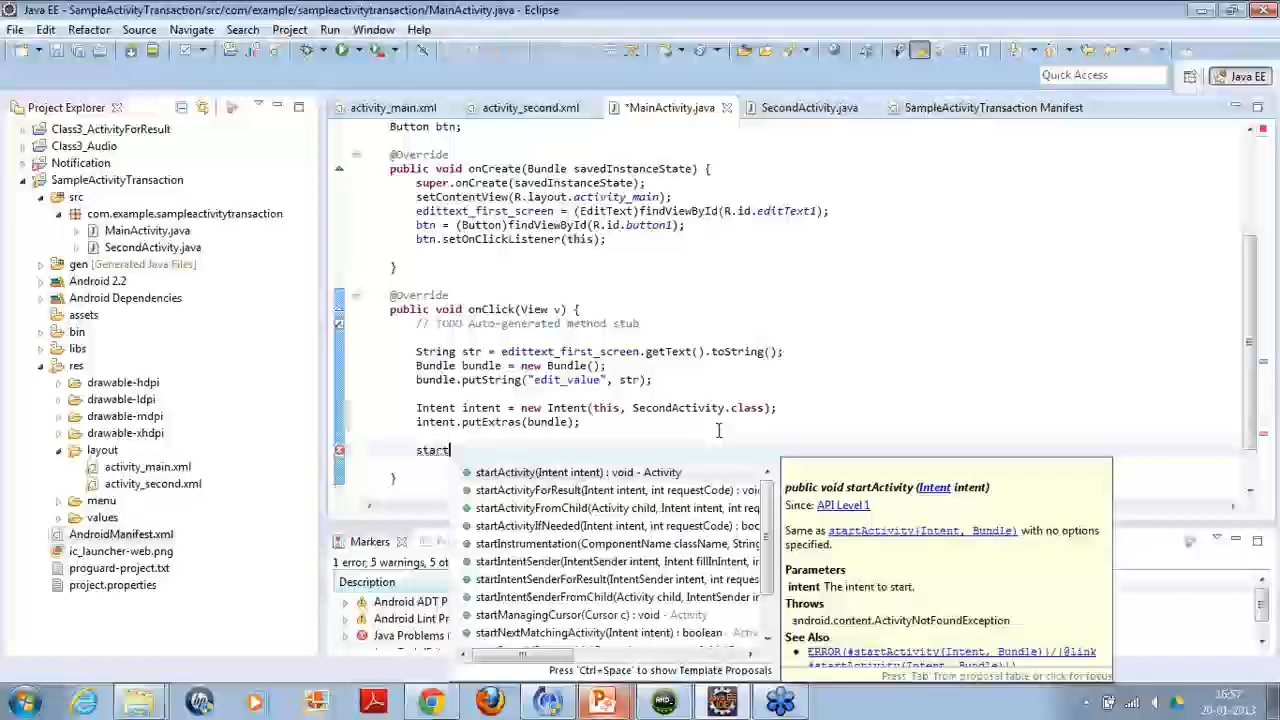 Java EE - SampleActivityTransaction/src/com/example/sampleactivitytransaction/MainActivity.java - Eclipse
File Edit Refactor Source Navigate Search Project Run Window Help
Quick Access
Java EE
Project Explorer
activity_main.xml
activity_second.xml
*MainActivity.java
SecondActivity.java
SampleActivityTransaction Manifest
Class3_ActivityForResult
Class3_Audio
Notification
SampleActivityTransaction
src
com.example.sampleactivitytransaction
MainActivity.java
SecondActivity.java
gen [Generated Java Files]
Android 2.2
Android Dependencies
assets
bin
libs
res
drawable-hdpi
drawable-ldpi
drawable-mdpi
drawable-xhdpi
layout
activity_main.xml
activity_second.xml
menu
values
AndroidManifest.xml
ic_launcher-web.png
proguard-project.txt
project.properties
Button btn;
@Override
public void onCreate(Bundle savedInstanceState) {
super.onCreate(savedInstanceState);
setContentView(R.layout.activity_main);
edittext_first_screen = (EditText)findViewById(R.id.editText1);
btn = (Button)findViewById(R.id.button1);
btn.setOnClickListener(this);
}
@Override
public void onClick(View v) {
// TODO Auto-generated method stub
String str = edittext_first_screen.getText().toString();
Bundle bundle = new Bundle();
bundle.putString("edit_value", str);
Intent intent = new Intent(this, SecondActivity.class);
intent.putExtras(bundle);
start
}
startActivity(Intent intent) : void - Activity
startActivityForResult(Intent intent, int requestCode) : voi
startActivityFromChild(Activity child, Intent intent, int re
startActivityIfNeeded(Intent intent, int requestCode) : boo
startInstrumentation(ComponentName className, String
startIntentSender(IntentSender intent, Intent fillInIntent, i
startIntentSenderForResult(IntentSender intent, int reques
startIntentSenderFromChild(Activity child, IntentSender in
startManagingCursor(Cursor c) : void - Activity
startNextMatchingActivity(Intent intent) : boolean - Activ
Press 'Ctrl+Space' to show Template Proposals
public void startActivity (Intent intent)
Since: API Level 1
Same as startActivity(Intent, Bundle) with no options
specified.
Parameters
intent The intent to start.
Throws
android.content.ActivityNotFoundException
See Also
ERROR(#startActivity(Intent, Bundle)/{@link
#startActivity(Intent, Bundle)})
Press 'Tab' from proposal table or click for focus
Markers
1 error, 5 warnings, 5 ot
Description
Android ADT P
Android Lint Pr
Java Problems (
16:57
20-01-2013